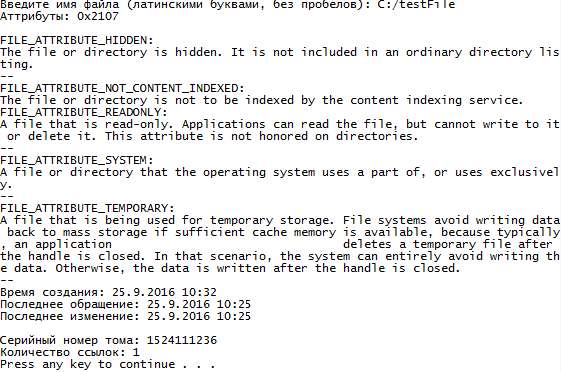 Введите имя файла (латинскими буквами, без пробелов): C:/testFile
Аттрибуты: 0x2107
FILE_ATTRIBUTE_HIDDEN:
The file or directory is hidden. It is not included in an ordinary directory lis
ting.
--
FILE_ATTRIBUTE_NOT_CONTENT_INDEXED:
The file or directory is not to be indexed by the content indexing service.
FILE_ATTRIBUTE_READONLY:
A file that is read-only. Applications can read the file, but cannot write to it
 or delete it. This attribute is not honored on directories.
--
FILE_ATTRIBUTE_SYSTEM:
A file or directory that the operating system uses a part of, or uses exclusivel
y.
--
FILE_ATTRIBUTE_TEMPORARY:
A file that is being used for temporary storage. File systems avoid writing data
 back to mass storage if sufficient cache memory is available, because typically
, an application                                deletes a temporary file after
the handle is closed. In that scenario, the system can entirely avoid writing th
e data. Otherwise, the data is written after the handle is closed.
--
Время создания: 25.9.2016 10:32
Последнее обращение: 25.9.2016 10:25
Последнее изменение: 25.9.2016 10:25
Серийный номер тома: 1524111236
Количество ссылок: 1
Press any key to continue . . .